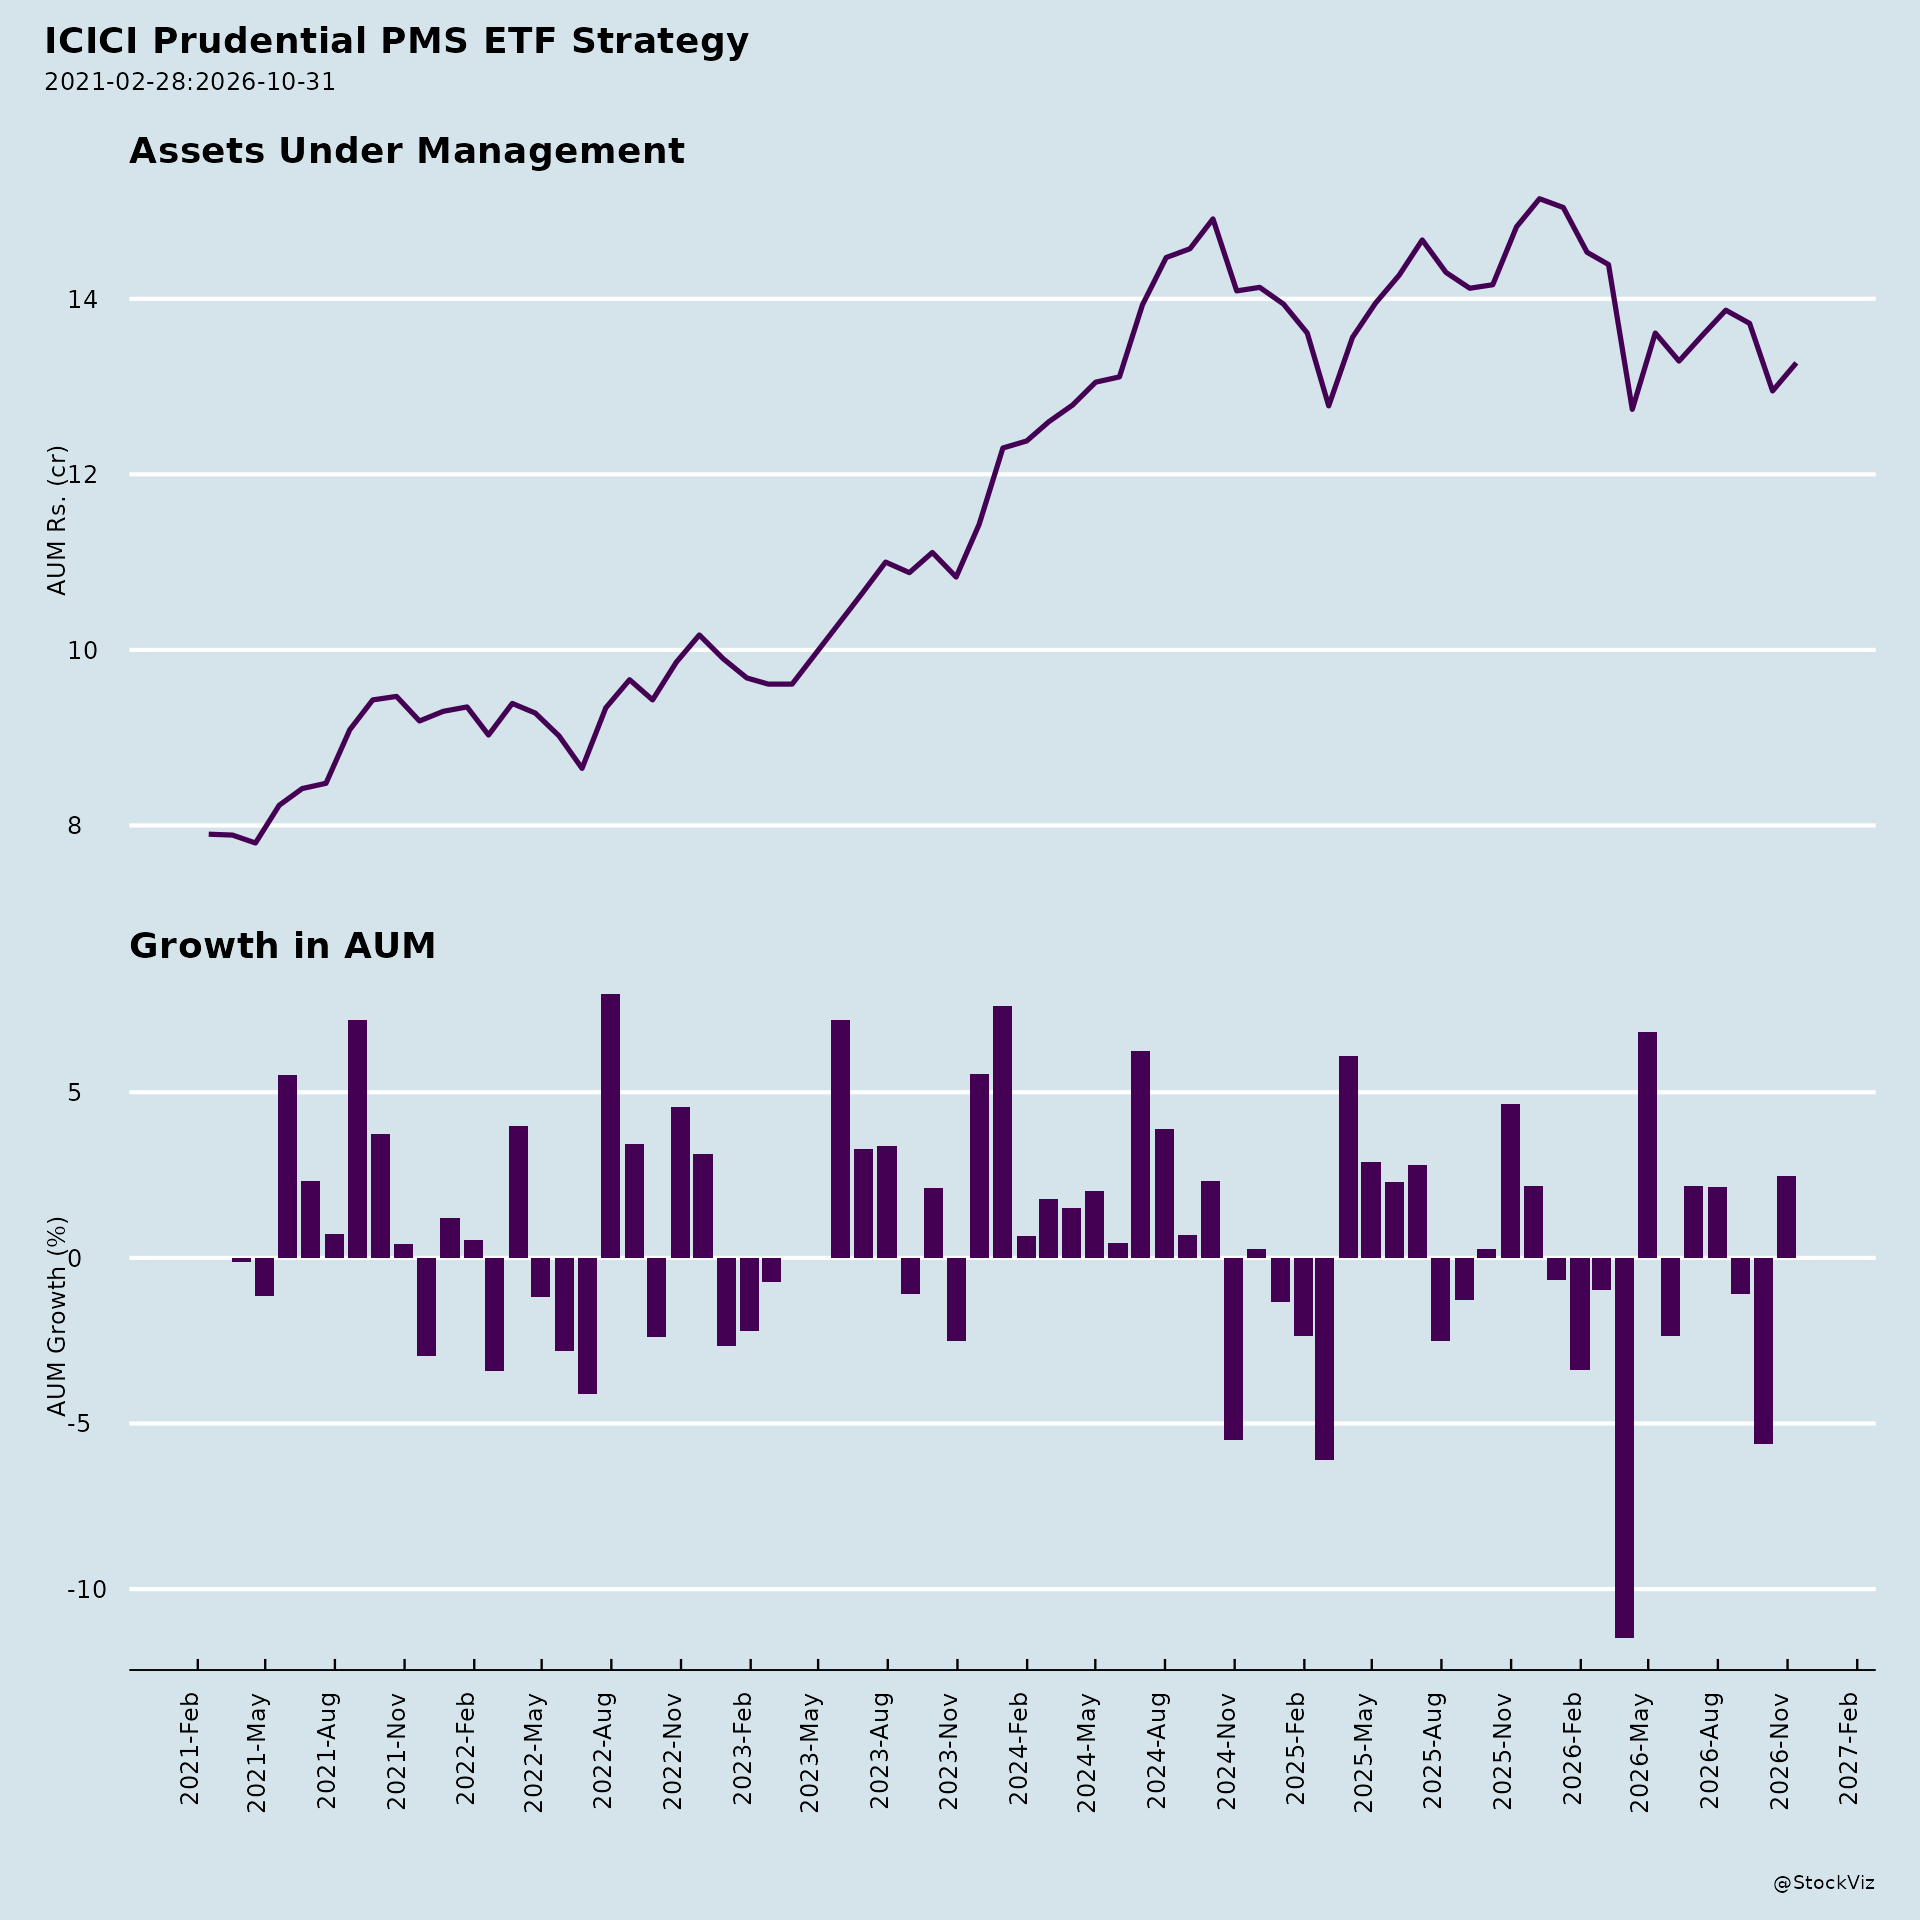 ICICI Prudential PMS ETF Strategy
2021-02-28:2026-10-31
Assets Under Management
AUM Rs. (cr)
14
12
10
8
Growth in AUM
AUM Growth (%)
5
0
-5
-10
2021-Feb
2021-May
2021-Aug
2021-Nov
2022-Feb
2022-May
2022-Aug
2022-Nov
2023-Feb
2023-May
2023-Aug
2023-Nov
2024-Feb
2024-May
2024-Aug
2024-Nov
2025-Feb
2025-May
2025-Aug
2025-Nov
2026-Feb
2026-May
2026-Aug
2026-Nov
2027-Feb
@StockViz